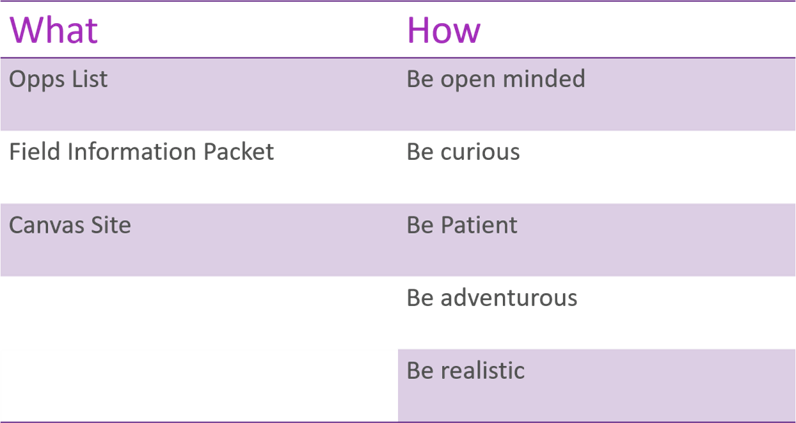 What How
Opps List Be open minded
Field Information Packet Be curious
Canvas Site Be Patient
Be adventurous
Be realistic